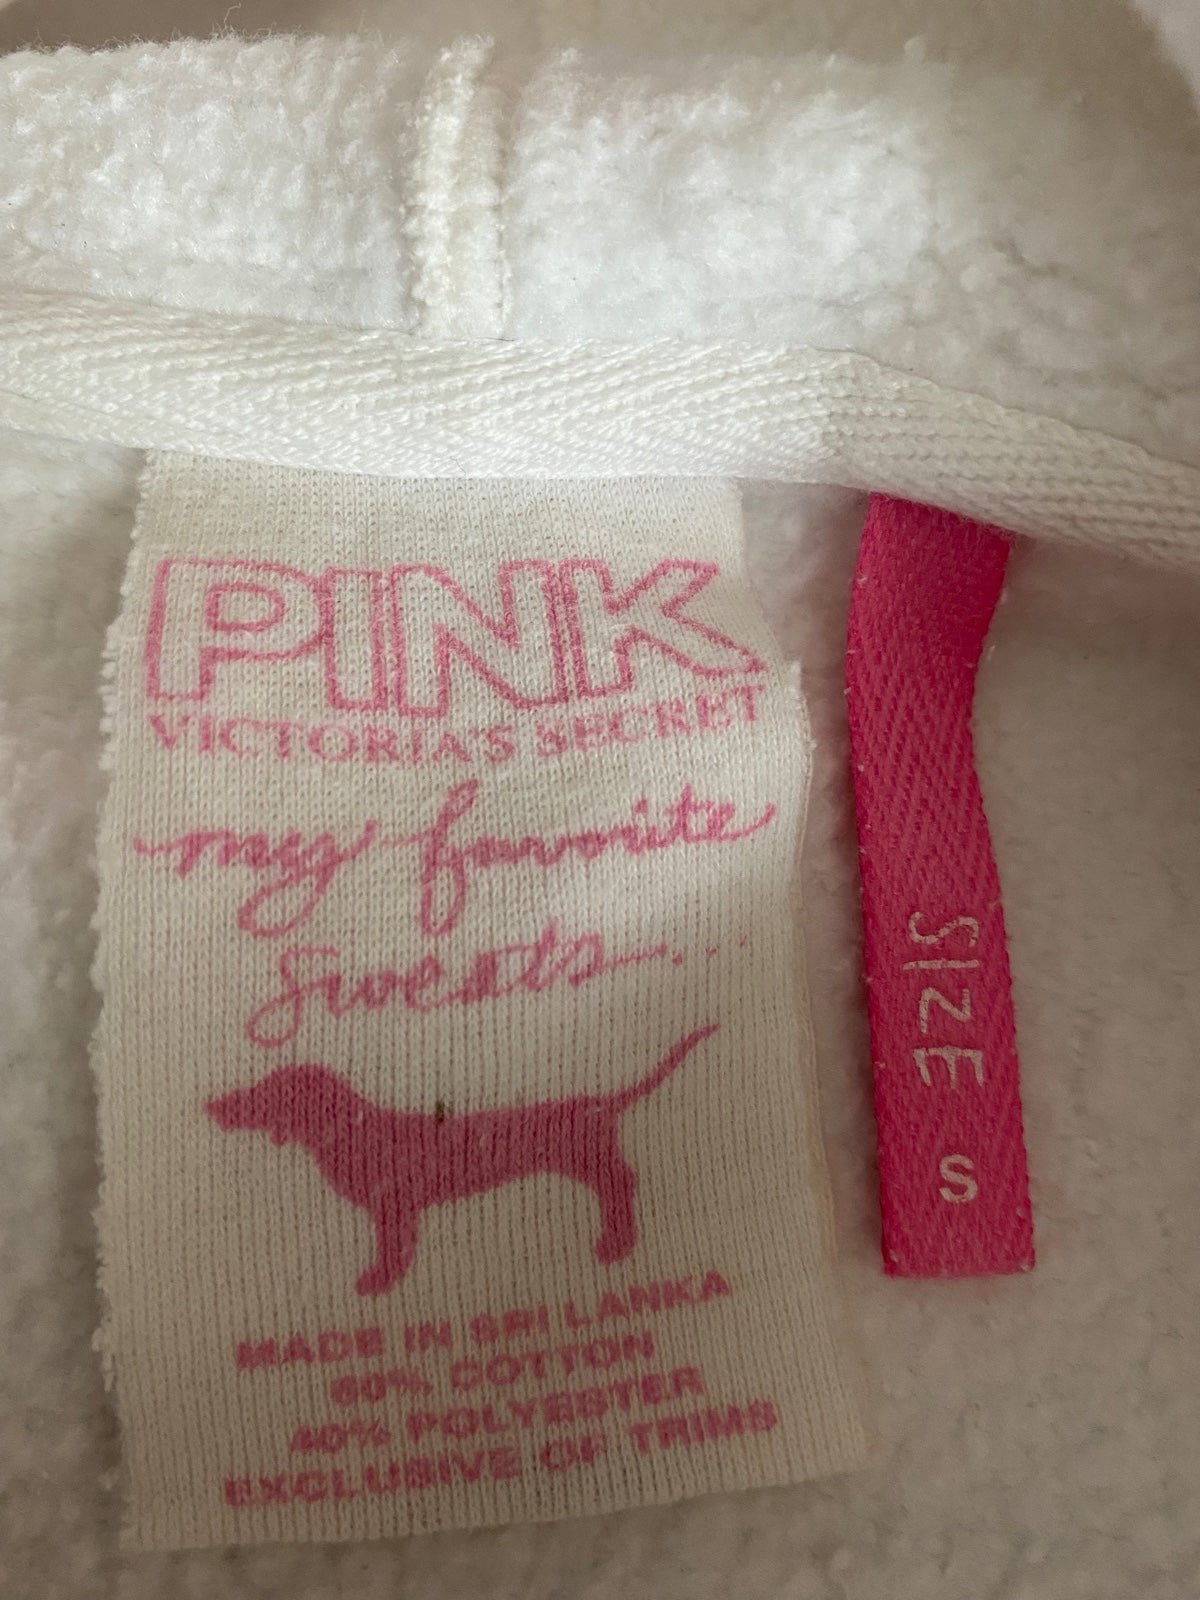 PINK
VICTORIA'S SECRET
my favorite
sweats...
MADE IN SRI LANKA
60% COTTON
40% POLYESTER
EXCLUSIVE OF TRIMS
SIZE S